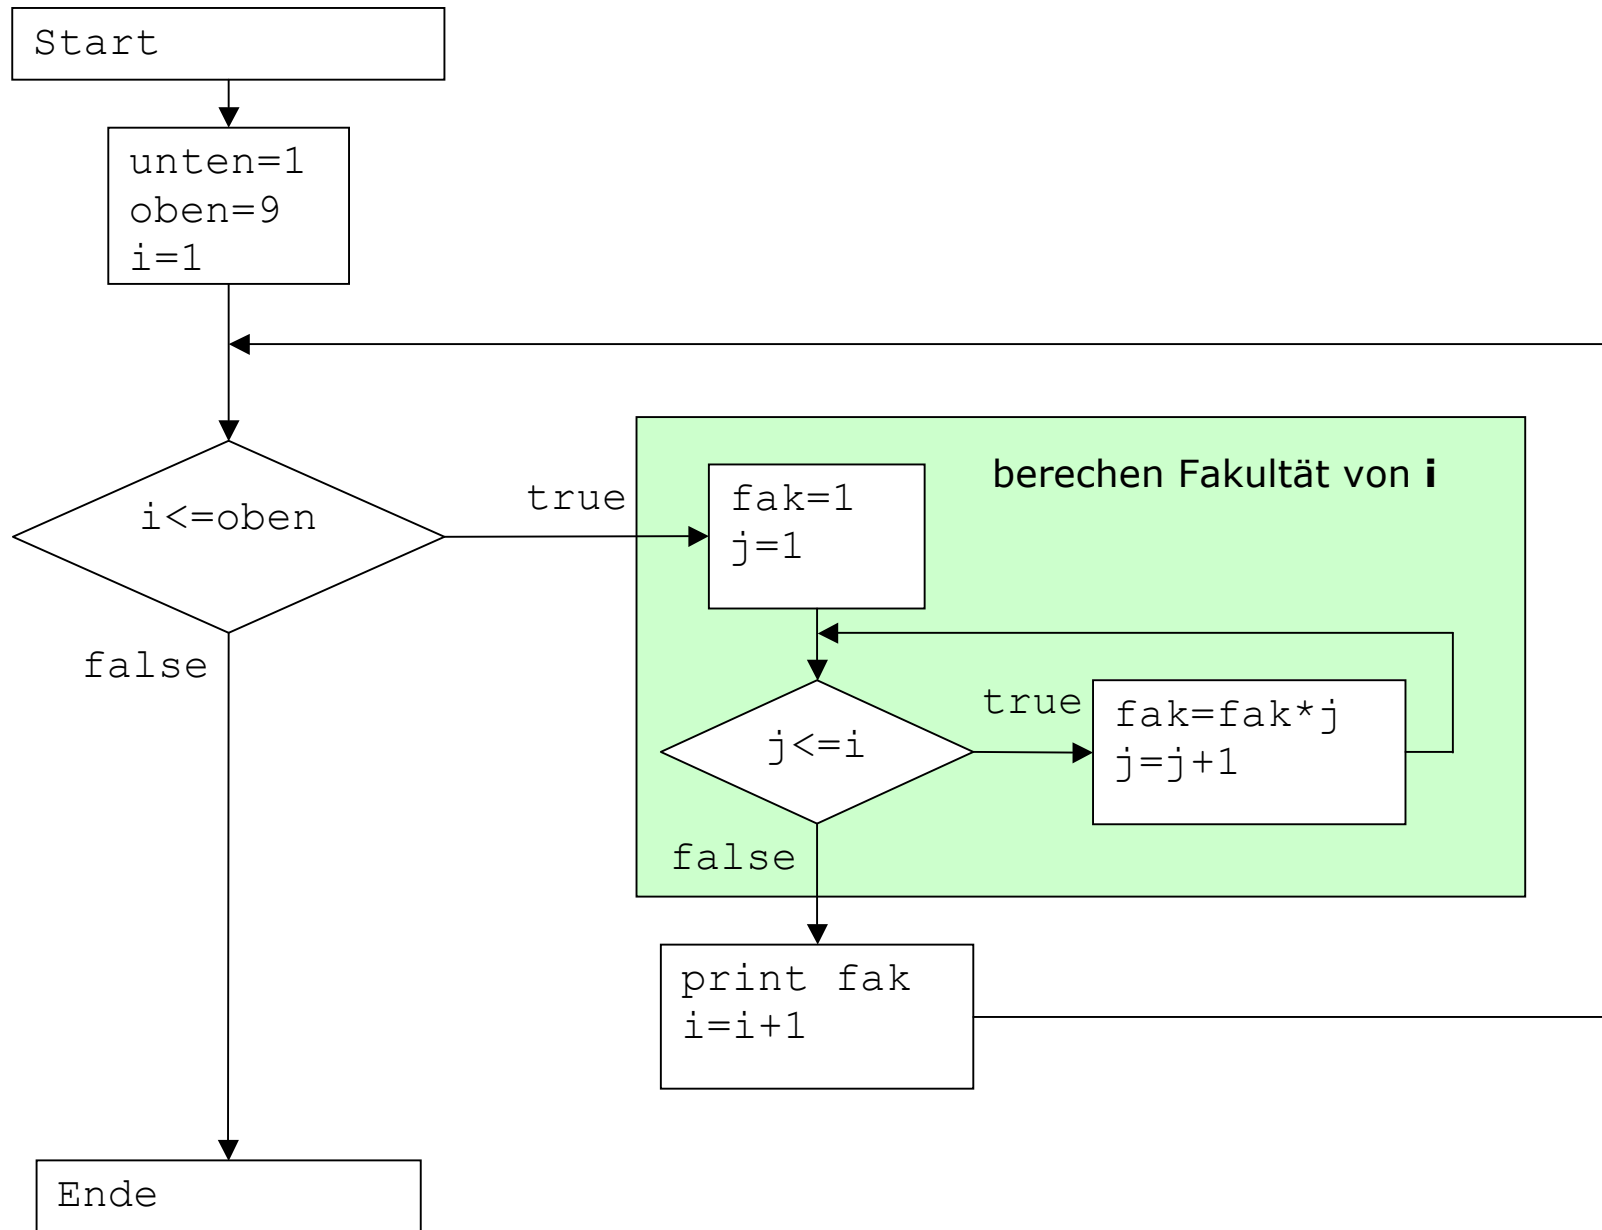 Start
unten=1
oben=9
i=1
i<=oben
true
false
berechen Fakultät von i
fak=1
j=1
j<=i
true
fak=fak*j
j=j+1
false
print fak
i=i+1
Ende